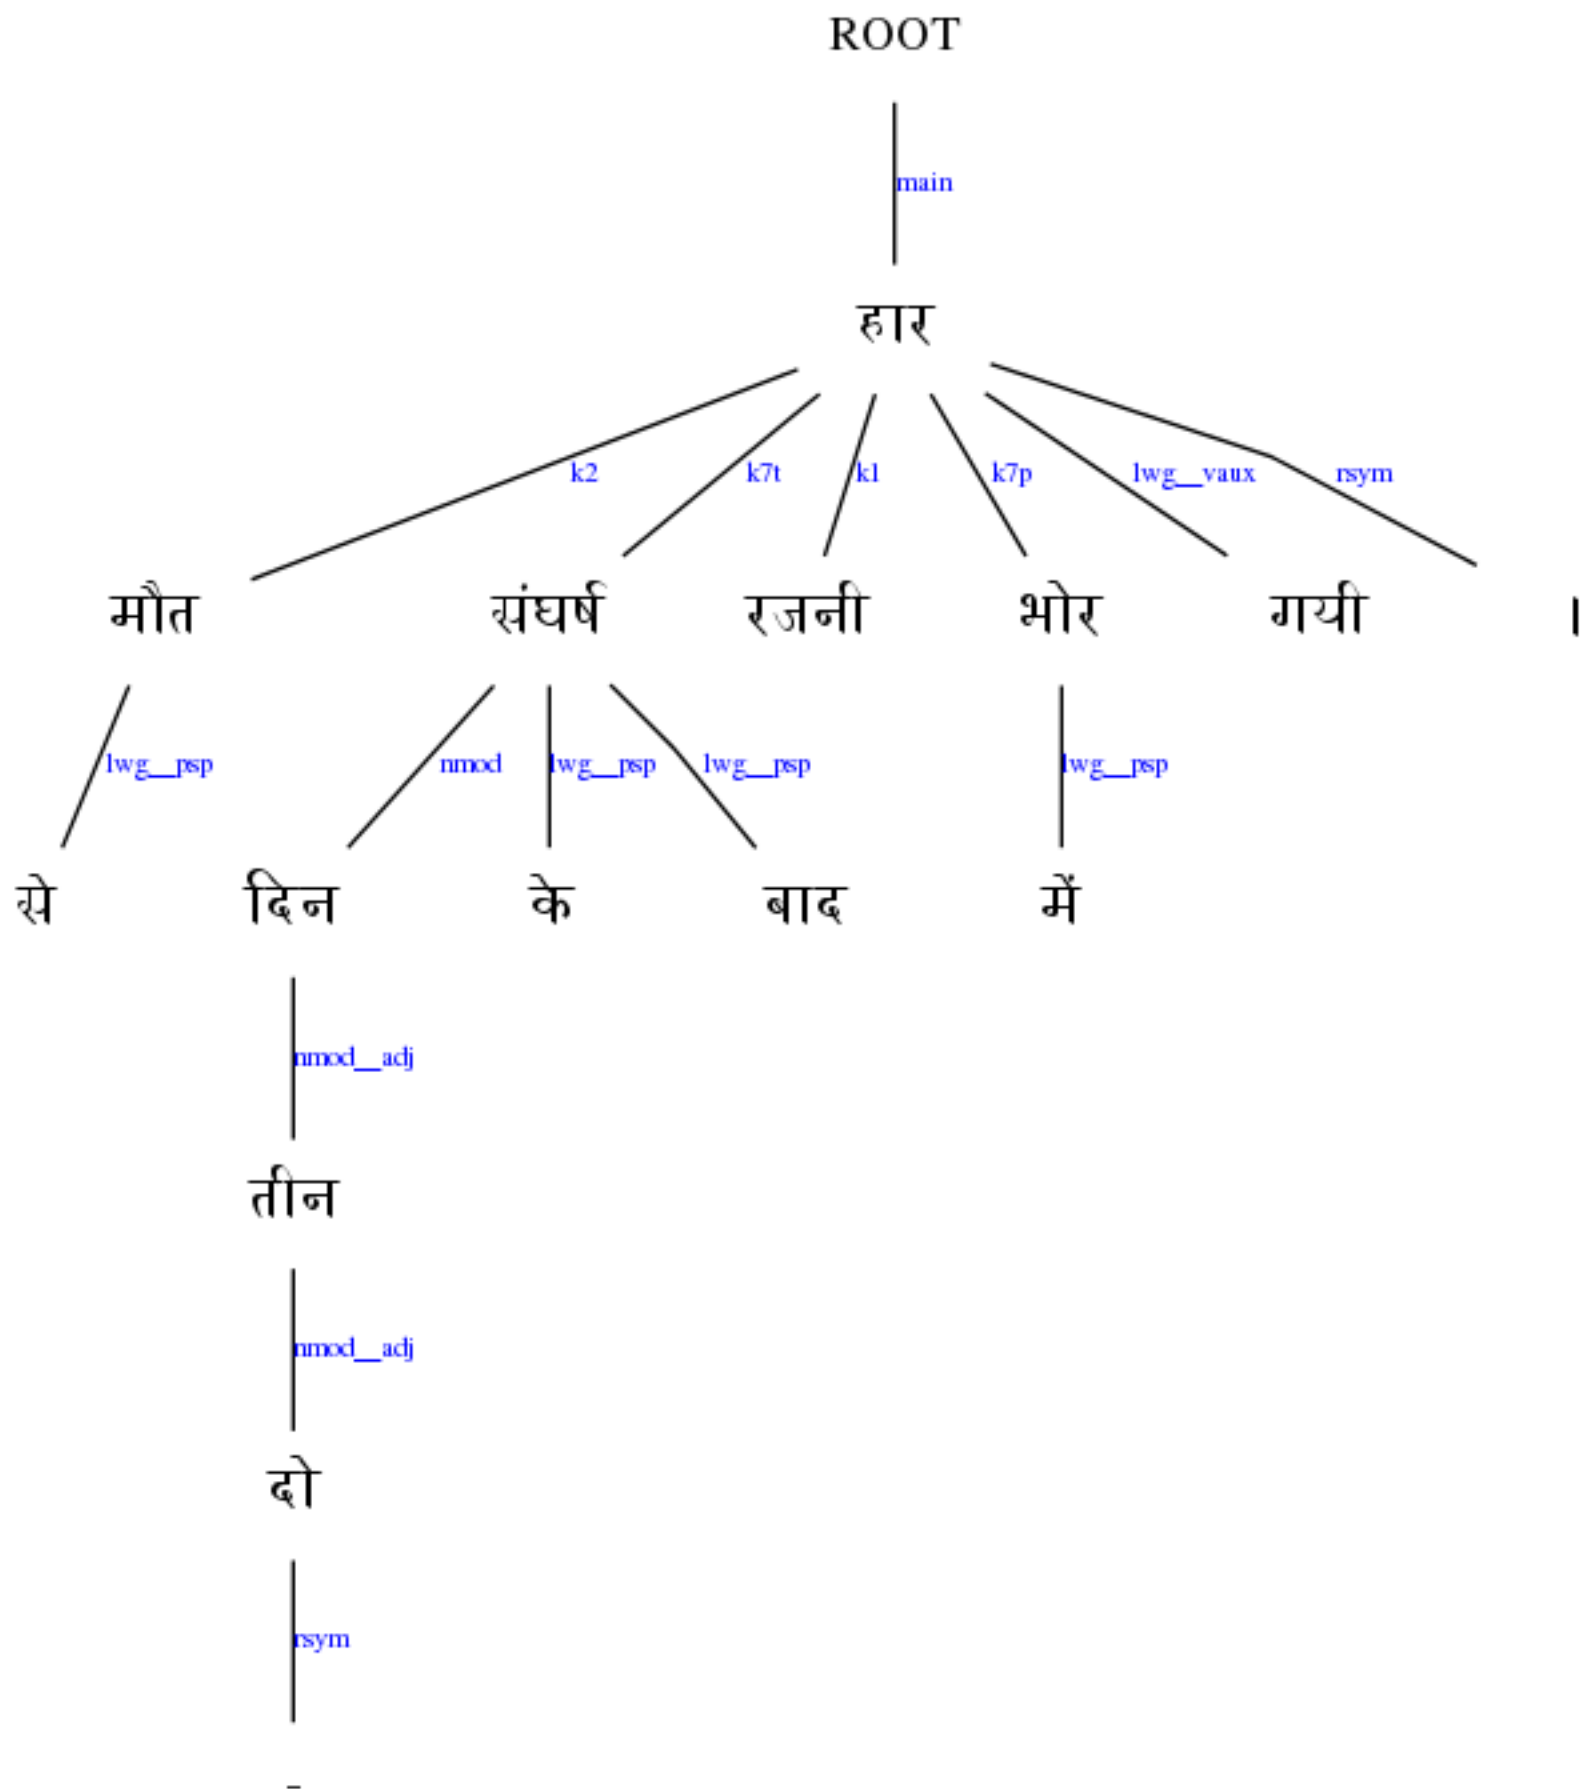 ROOT
main
हार
k2 k7t k1 k7p lwg__vaux rsym
मौत संघर्ष रजनी भोर गयी ।
lwg__psp nmod lwg__psp lwg__psp lwg__psp
से दिन के बाद में
nmod__adj
तीन
nmod__adj
दो
rsym
-